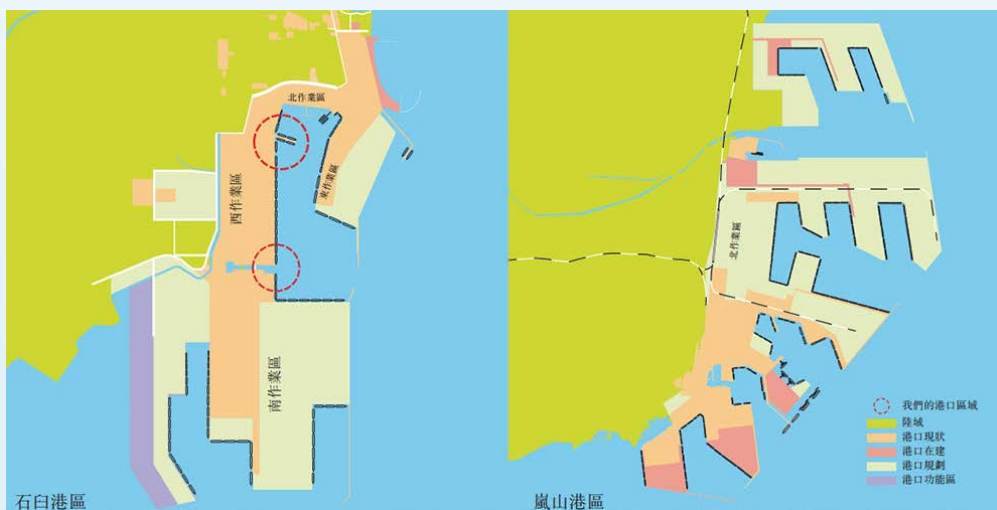 北作業區
東作業區
西作業區
南作業區
石臼港區
北作業區
我們的港口區域
陸域
港口現狀
港口在建
港口規劃
港口功能區
嵐山港區